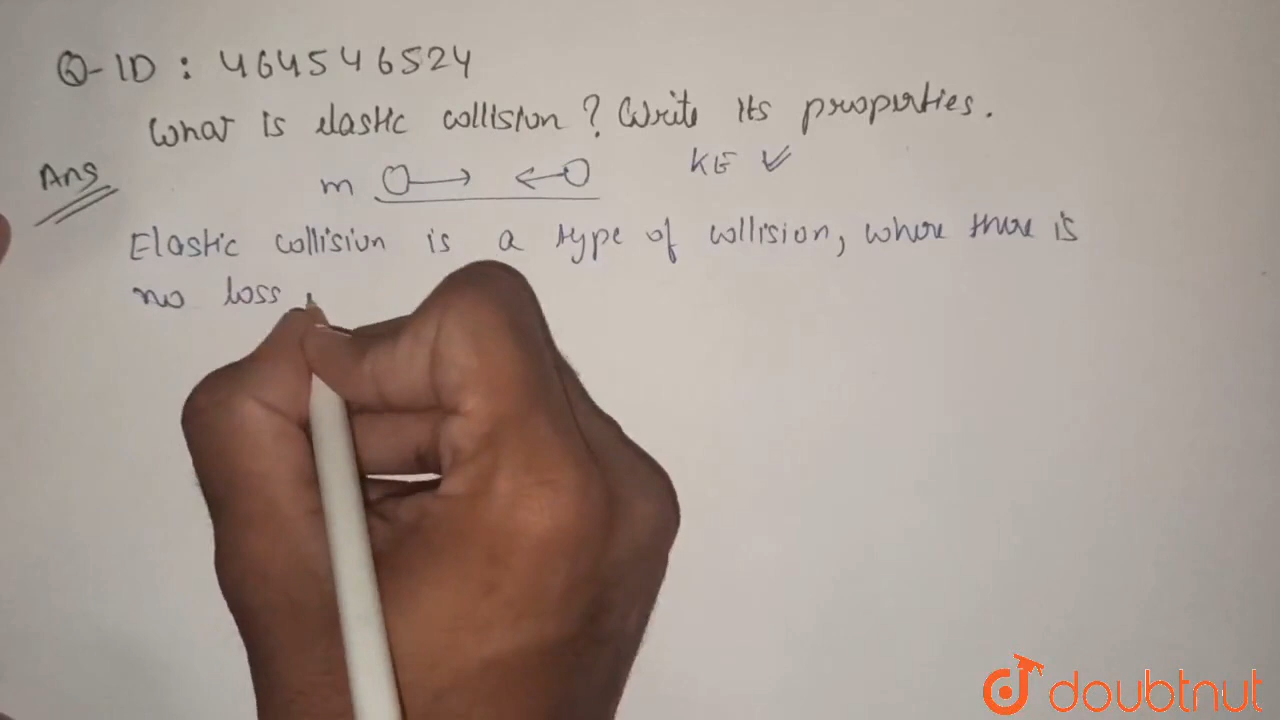 Q-ID : 464546524
What is elastic collision ? Write its properties.
Ans
m
KE
Elastic collision is a type of collision, where there is
no loss
doubtnut